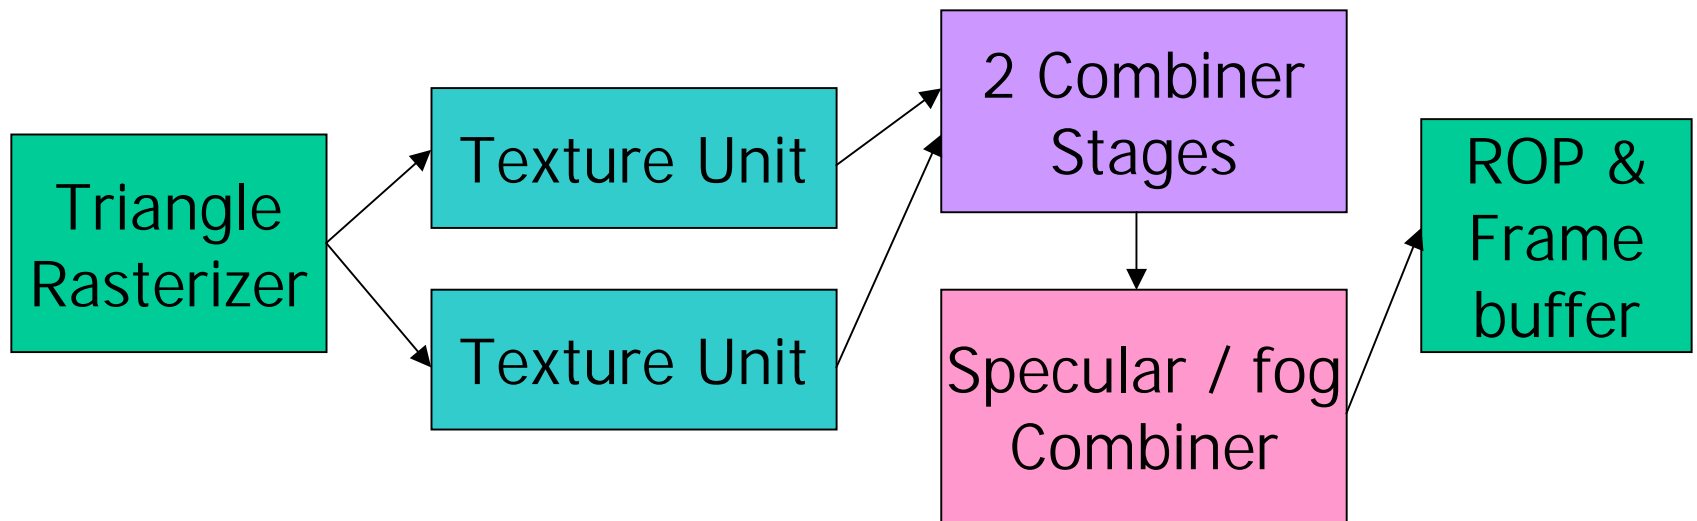 Triangle
Rasterizer
Texture Unit
Texture Unit
2 Combiner
Stages
Specular / fog
Combiner
ROP &
Frame
buffer